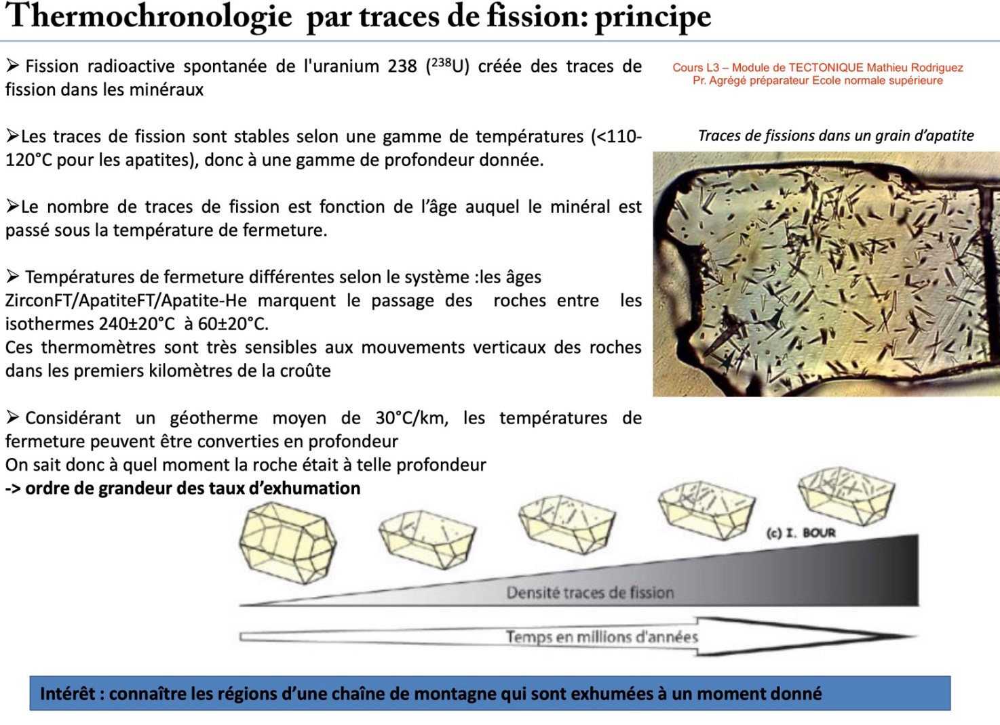 Thermochronologie par traces de fission: principe
➢ Fission radioactive spontanée de l'uranium 238 (²³⁸U) créée des traces de
fission dans les minéraux
➢Les traces de fission sont stables selon une gamme de températures (<110-
120°C pour les apatites), donc à une gamme de profondeur donnée.
➢Le nombre de traces de fission est fonction de l’âge auquel le minéral est
passé sous la température de fermeture.
➢ Températures de fermeture différentes selon le système :les âges
ZirconFT/ApatiteFT/Apatite-He marquent le passage des roches entre les
isothermes 240±20°C à 60±20°C.
Ces thermomètres sont très sensibles aux mouvements verticaux des roches
dans les premiers kilomètres de la croûte
➢ Considérant un géotherme moyen de 30°C/km, les températures de
fermeture peuvent être converties en profondeur
On sait donc à quel moment la roche était à telle profondeur
-> ordre de grandeur des taux d’exhumation
Cours L3 – Module de TECTONIQUE Mathieu Rodriguez
Pr. Agrégé préparateur Ecole normale supérieure
Traces de fissions dans un grain d’apatite
(c) I. BOUR
Densité traces de fission
Temps en millions d'années
Intérêt : connaître les régions d’une chaîne de montagne qui sont exhumées à un moment donné